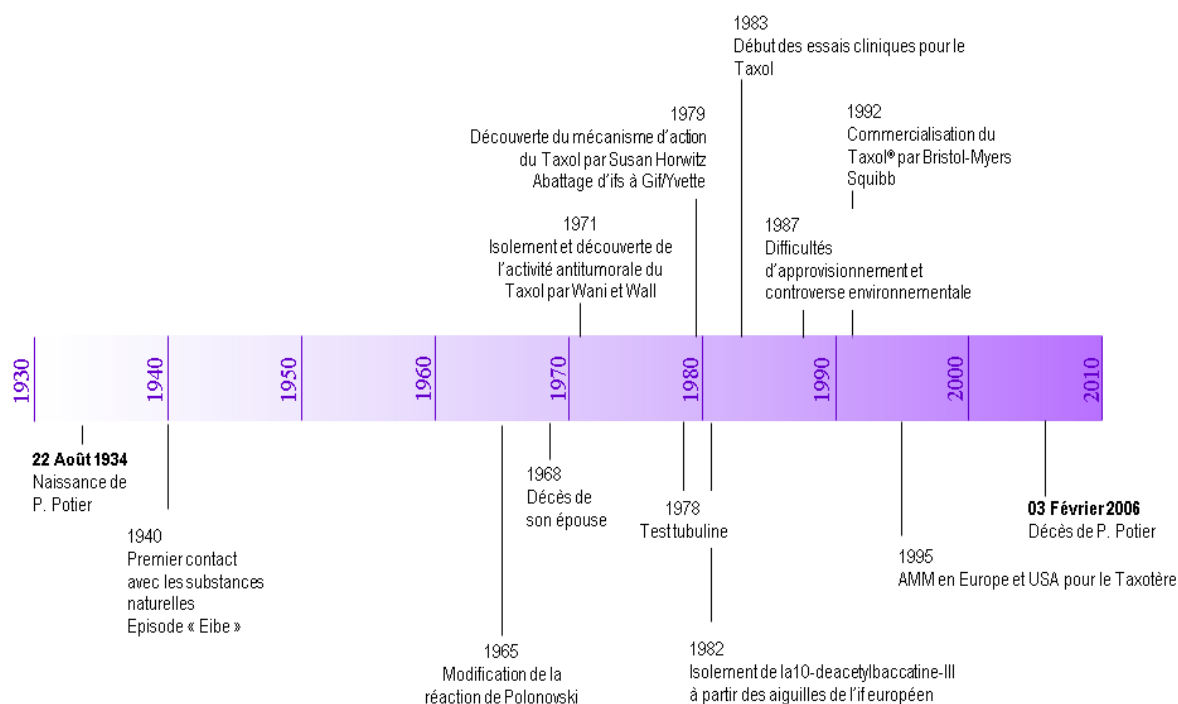 1983
Début des essais cliniques pour le
Taxol
1979
Découverte du mécanisme d'action
du Taxol par Susan Horwitz
Abattage d'ifs à Gif/Yvette
1992
Commercialisation du
Taxol® par Bristol-Myers
Squibb
1971
Isolement et découverte de
l'activité antitumorale du
Taxol par Wani et Wall
1987
Difficultés
d'approvisionnement et
controverse environnementale
1930
1940
1950
1960
1970
1980
1990
2000
2010
22 Août 1934
Naissance de
P. Potier
1940
Premier contact
avec les substances
naturelles
Episode « Eibe »
1965
Modification de la
réaction de Polonovski
1968
Décès de
son épouse
1978
Test tubuline
1982
Isolement de la10-deacetylbaccatine-III
à partir des aiguilles de l'if européen
1995
AMM en Europe et USA pour le Taxotère
03 Février 2006
Décès de P. Potier